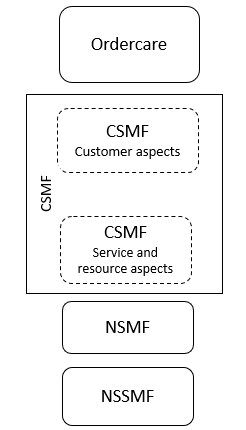 Ordercare
CSMF
CSMF
Customer aspects
CSMF
Service and
resource aspects
NSMF
NSSMF